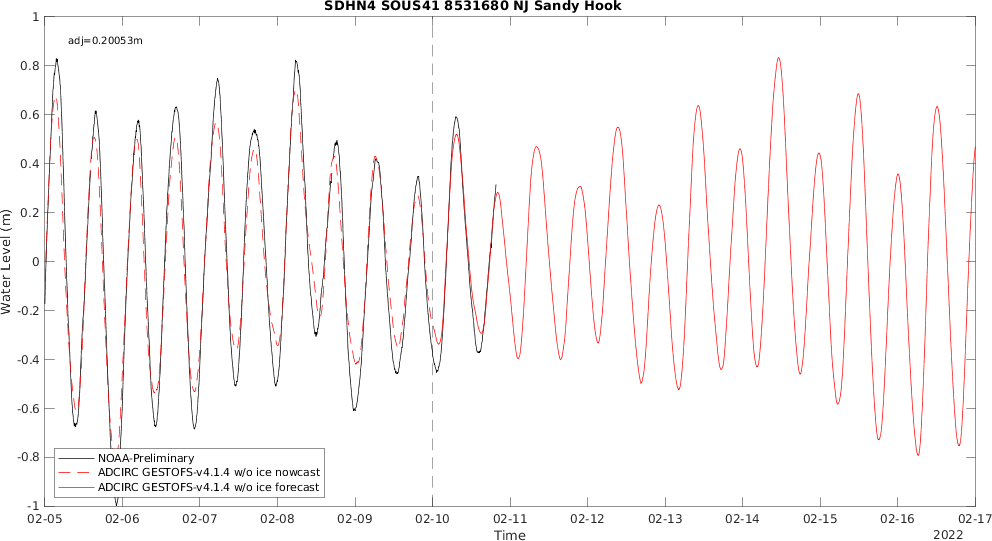 SDHN4 SOUS41 8531680 NJ Sandy Hook
adj=0.20053m
Water Level (m)
1
0.8
0.6
0.4
0.2
0
-0.2
-0.4
-0.6
-0.8
-1
NOAA-Preliminary
ADCIRC GESTOFS-v4.1.4 w/o ice nowcast
ADCIRC GESTOFS-v4.1.4 w/o ice forecast
02-05 02-06 02-07 02-08 02-09 02-10 02-11 02-12 02-13 02-14 02-15 02-16 02-17
Time
2022